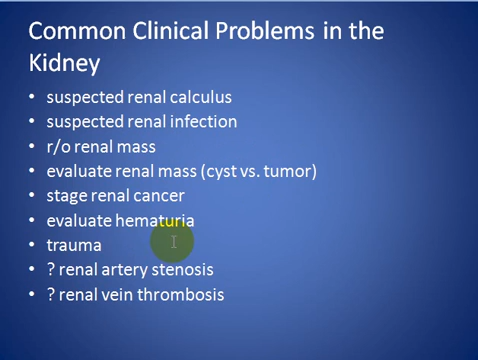 Common Clinical Problems in the
Kidney
• suspected renal calculus
• suspected renal infection
• r/o renal mass
• evaluate renal mass (cyst vs. tumor)
• stage renal cancer
• evaluate hematuria
• trauma
• ? renal artery stenosis
• ? renal vein thrombosis